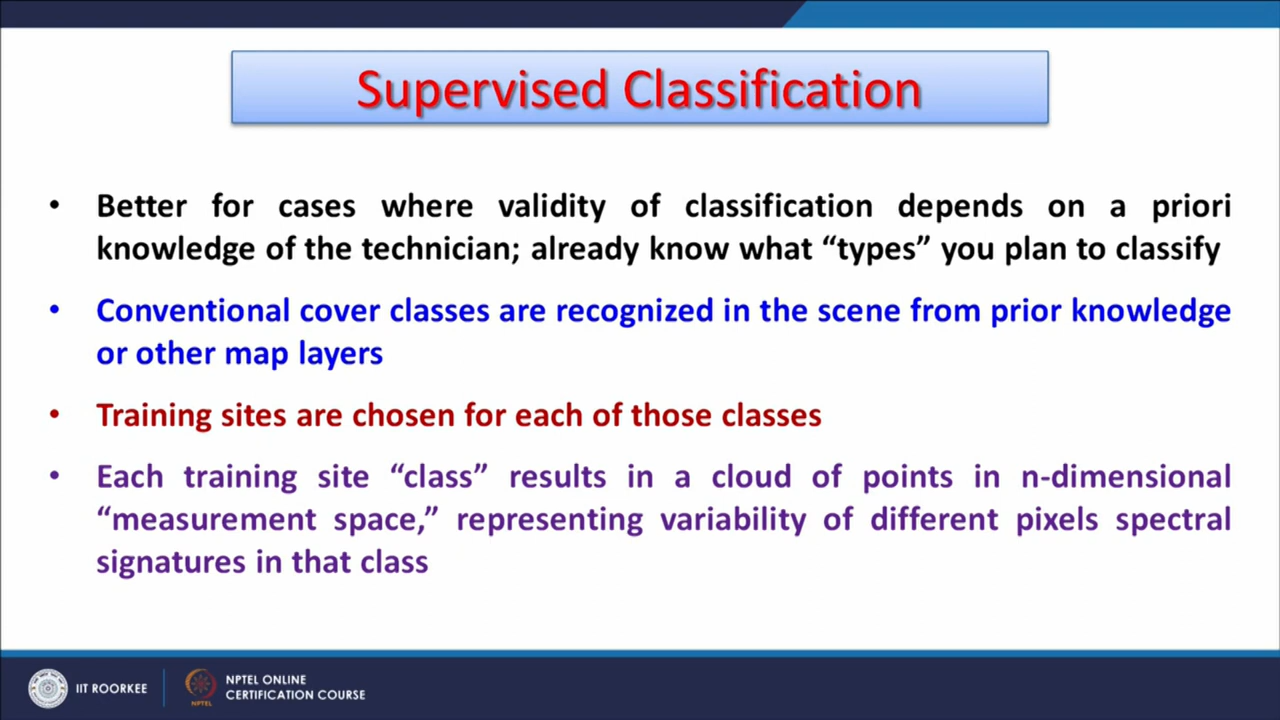 Supervised Classification
• Better for cases where validity of classification depends on a priori
knowledge of the technician; already know what “types” you plan to classify
• Conventional cover classes are recognized in the scene from prior knowledge
or other map layers
• Training sites are chosen for each of those classes
• Each training site “class” results in a cloud of points in n-dimensional
“measurement space,” representing variability of different pixels spectral
signatures in that class
IIT ROORKEE
NPTEL
NPTEL ONLINE
CERTIFICATION COURSE